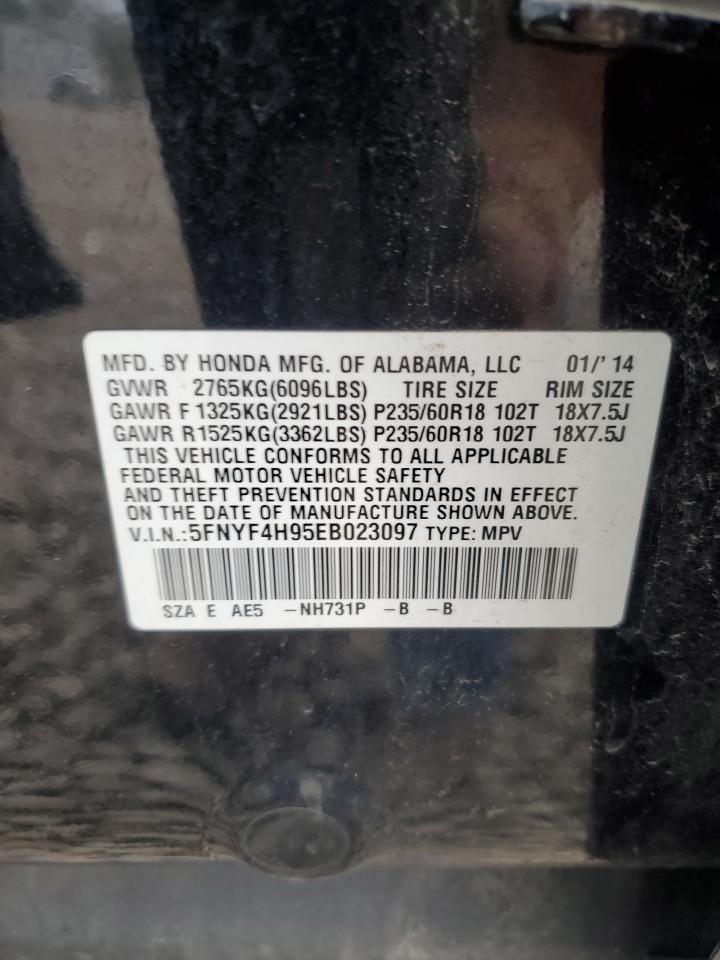 MFD. BY HONDA MFG. OF ALABAMA, LLC 01/'14
GVWR 2765KG(6096LBS) TIRE SIZE RIM SIZE
GAWR F 1325KG(2921LBS) P235/60R18 102T 18X7.5J
GAWR R1525KG(3362LBS) P235/60R18 102T 18X7.5J
THIS VEHICLE CONFORMS TO ALL APPLICABLE
FEDERAL MOTOR VEHICLE SAFETY
AND THEFT PREVENTION STANDARDS IN EFFECT
ON THE DATE OF MANUFACTURE SHOWN ABOVE.
V.I.N.:5FNYF4H95EB023097 TYPE: MPV
SZA E AE5 -NH731P -B -B